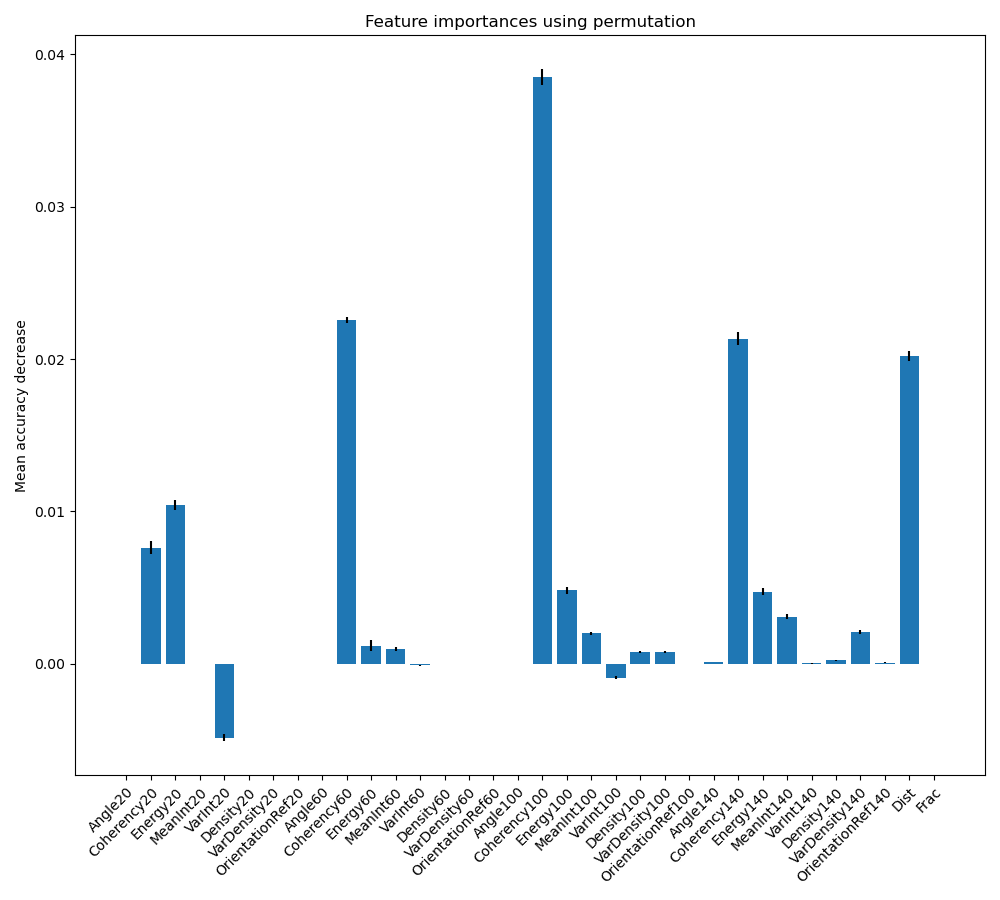 Feature importances using permutation
Mean accuracy decrease
0.04
0.03
0.02
0.01
0.00
Angle20
Coherency20
Energy20
MeanInt20
VarInt20
Density20
VarDensity20
OrientationRef20
Angle60
Coherency60
Energy60
MeanInt60
VarInt60
Density60
VarDensity60
OrientationRef60
Angle100
Coherency100
Energy100
MeanInt100
VarInt100
Density100
VarDensity100
OrientationRef100
Angle140
Coherency140
Energy140
MeanInt140
VarInt140
Density140
VarDensity140
OrientationRef140
Dist
Frac